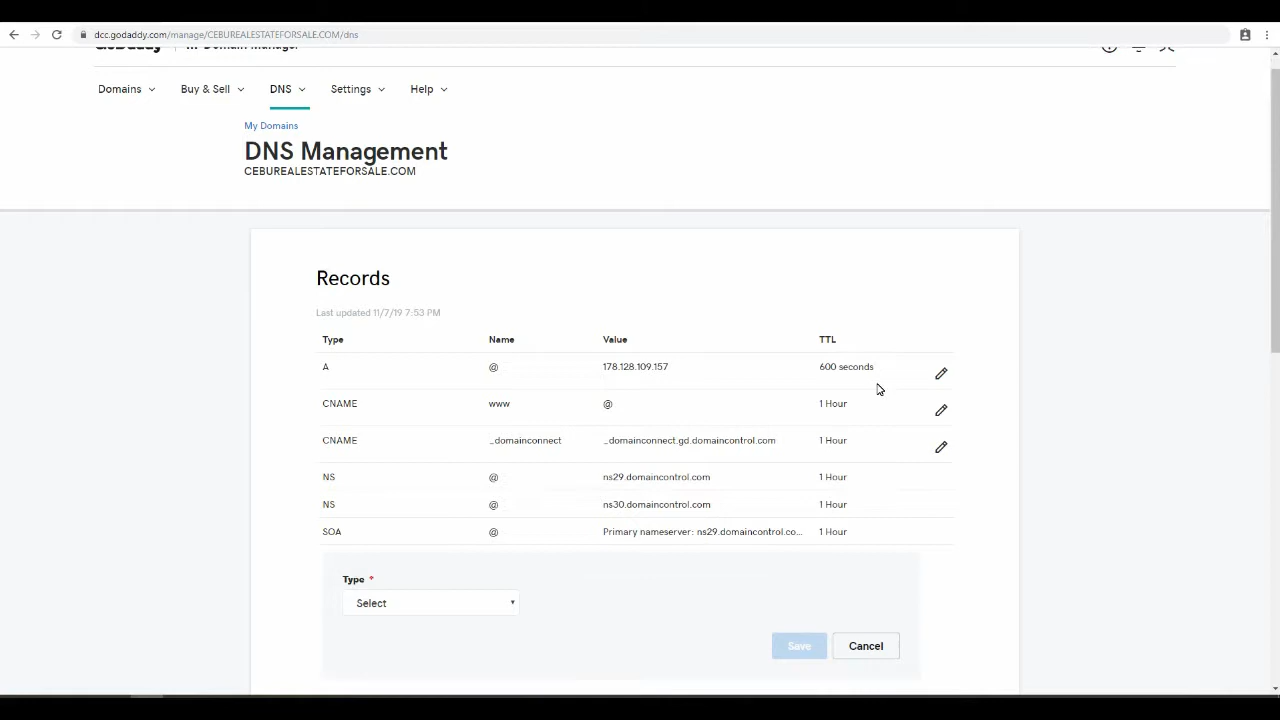 dcc.godaddy.com/manage/CEBUREALESTATEFORSALE.COM/dns
GoDaddy Domain Manager
Domains Buy & Sell DNS Settings Help
My Domains
DNS Management
CEBUREALESTATEFORSALE.COM
Records
Last updated 11/7/19 7:53 PM
Type Name Value TTL
A @ 178.128.109.157 600 seconds
CNAME www @ 1 Hour
CNAME _domainconnect _domainconnect.gd.domaincontrol.com 1 Hour
NS @ ns29.domaincontrol.com 1 Hour
NS @ ns30.domaincontrol.com 1 Hour
SOA @ Primary nameserver: ns29.domaincontrol.co... 1 Hour
Type *
Select
Save Cancel